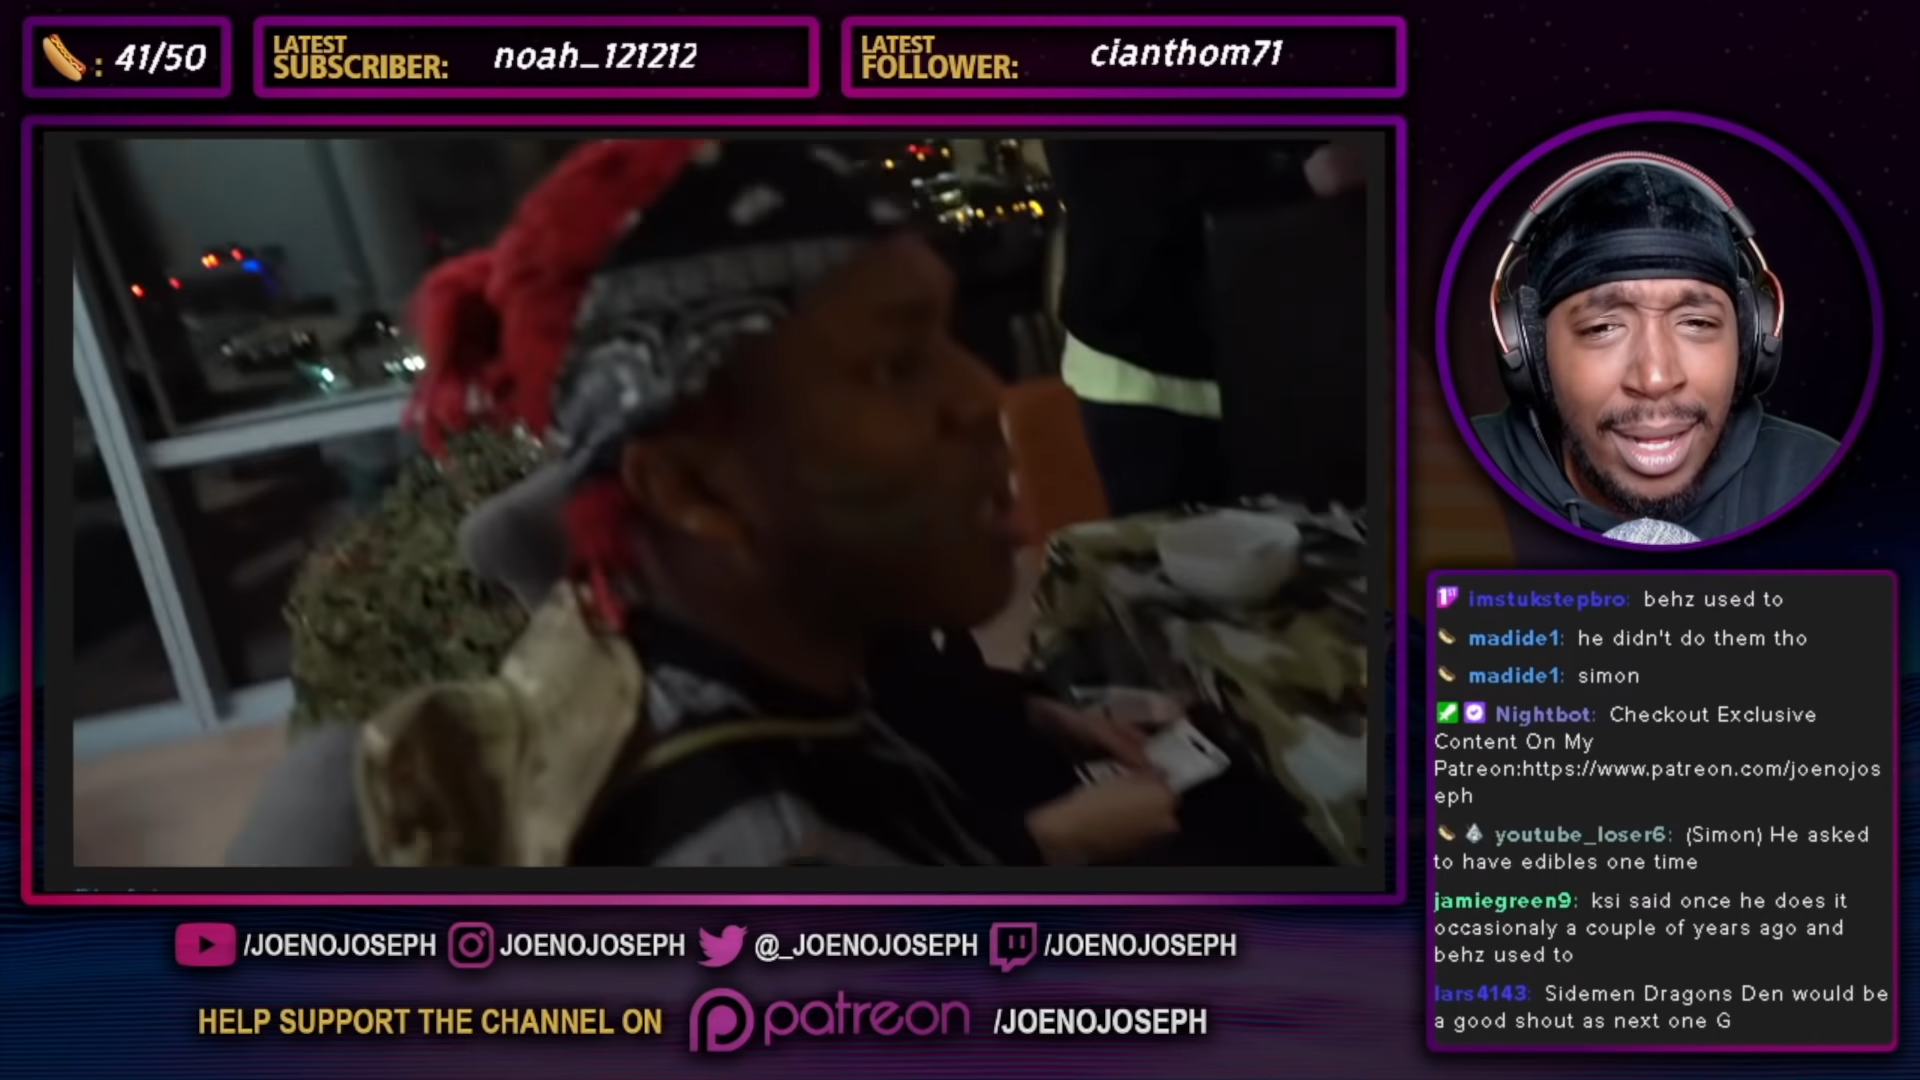 : 41/50
LATEST
SUBSCRIBER:
noah_121212
LATEST
FOLLOWER:
cianthom71
imstukstepbro: behz used to
madide1: he didn't do them tho
madide1: simon
Nightbot: Checkout Exclusive
Content On My
Patreon:https://www.patreon.com/joenojos
eph
youtube_loser6: (Simon) He asked
to have edibles one time
jamiegreen9: ksi said once he does it
occasionaly a couple of years ago and
behz used to
lars4143: Sidemen Dragons Den would be
a good shout as next one G
/JOENOJOSEPH JOENOJOSEPH @_JOENOJOSEPH /JOENOJOSEPH
HELP SUPPORT THE CHANNEL ON patreon /JOENOJOSEPH